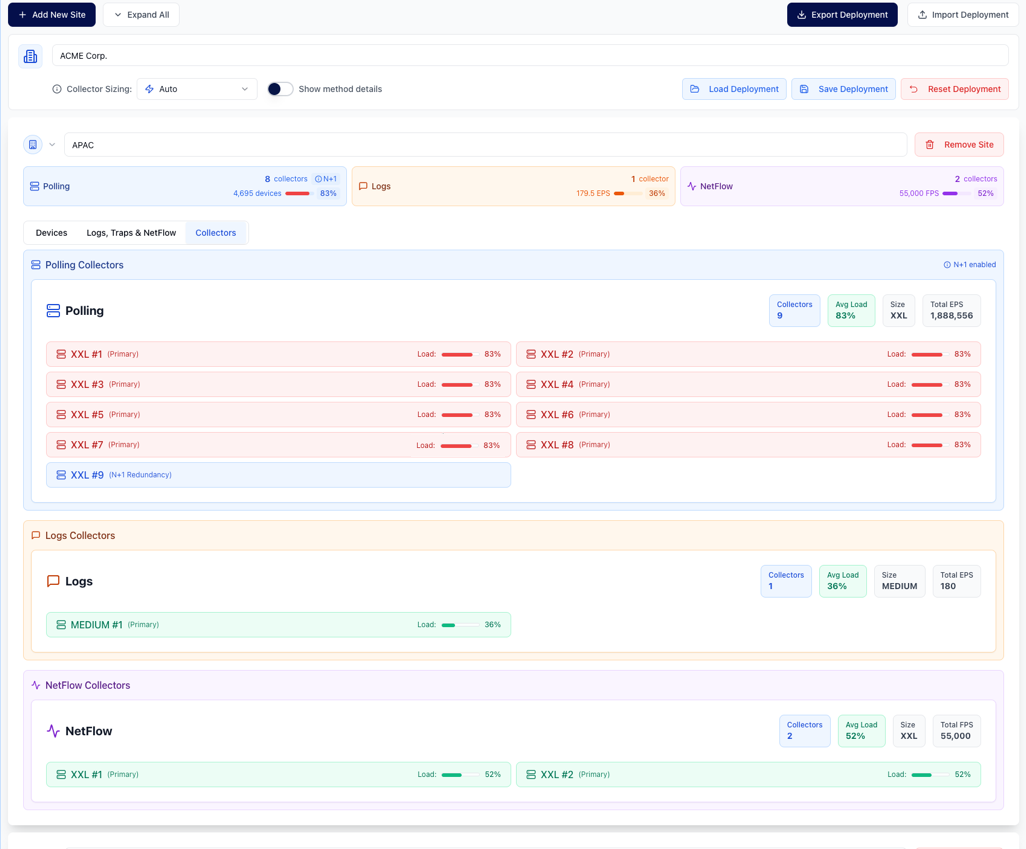 Add New Site
Expand All
Export Deployment
Import Deployment
ACME Corp.
Collector Sizing:
Auto
Show method details
Load Deployment
Save Deployment
Reset Deployment
APAC
Remove Site
Polling
8 collectors N+1
4,695 devices 83%
Logs
1 collector
179.5 EPS 36%
NetFlow
2 collectors
55,000 FPS 52%
Devices
Logs, Traps & NetFlow
Collectors
Polling Collectors
N+1 enabled
Polling
Collectors
9
Avg Load
83%
Size
XXL
Total EPS
1,888,556
XXL #1 (Primary) Load: 83%
XXL #2 (Primary) Load: 83%
XXL #3 (Primary) Load: 83%
XXL #4 (Primary) Load: 83%
XXL #5 (Primary) Load: 83%
XXL #6 (Primary) Load: 83%
XXL #7 (Primary) Load: 83%
XXL #8 (Primary) Load: 83%
XXL #9 (N+1 Redundancy)
Logs Collectors
Logs
Collectors
1
Avg Load
36%
Size
MEDIUM
Total EPS
180
MEDIUM #1 (Primary) Load: 36%
NetFlow Collectors
NetFlow
Collectors
2
Avg Load
52%
Size
XXL
Total FPS
55,000
XXL #1 (Primary) Load: 52%
XXL #2 (Primary) Load: 52%